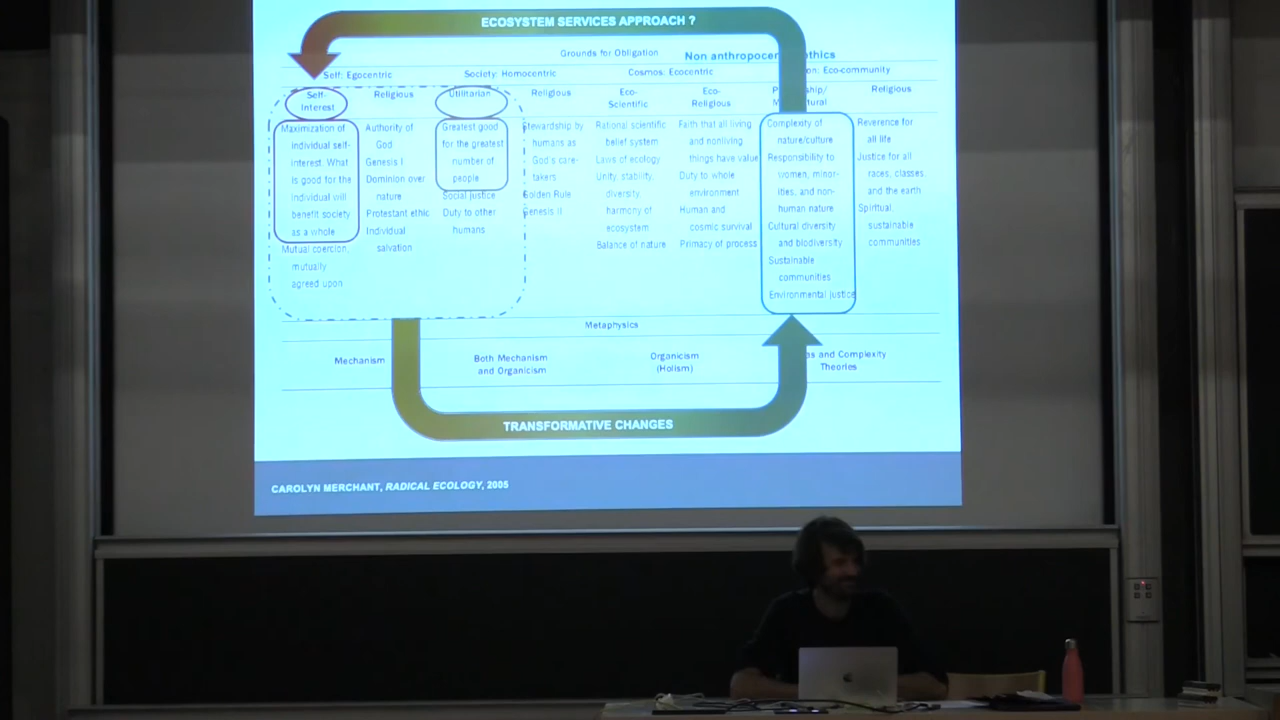 ECOSYSTEM SERVICES APPROACH ?
Grounds for Obligation
Non anthropocen ethics
Self: Egocentric
Society: Homocentric
Cosmos: Ecocentric
on: Eco-community
Self-
Interest
Maximization of
individual self-
interest. What
is good for the
individual will
benefit society
as a whole
Mutual coercion,
mutually
agreed upon
Religious
Authority of
God
Genesis I
Dominion over
nature
Protestant ethic
Individual
salvation
Utilitarian
Greatest good
for the greatest
number of
people
Social justice
Duty to other
humans
Religious
Stewardship by
humans as
God's care-
takers
Golden Rule
Genesis II
Eco-
Scientific
Rational scientific
belief system
Laws of ecology
Unity, stability,
diversity,
harmony of
ecosystem
Balance of nature
Eco-
Religious
Faith that all living
and nonliving
things have value
Duty to whole
environment
Human and
cosmic survival
Primacy of process
P ship/
M tural
Complexity of
nature/culture
Responsibility to
women, minor-
ities, and non-
human nature
Cultural diversity
and biodiversity
Sustainable
communities
Environmental justice
Religious
Reverence for
all life
Justice for all
races, classes,
and the earth
Spiritual,
sustainable
communities
Metaphysics
Mechanism
Both Mechanism
and Organicism
Organicism
(Holism)
as and Complexity
Theories
TRANSFORMATIVE CHANGES
CAROLYN MERCHANT, RADICAL ECOLOGY, 2005